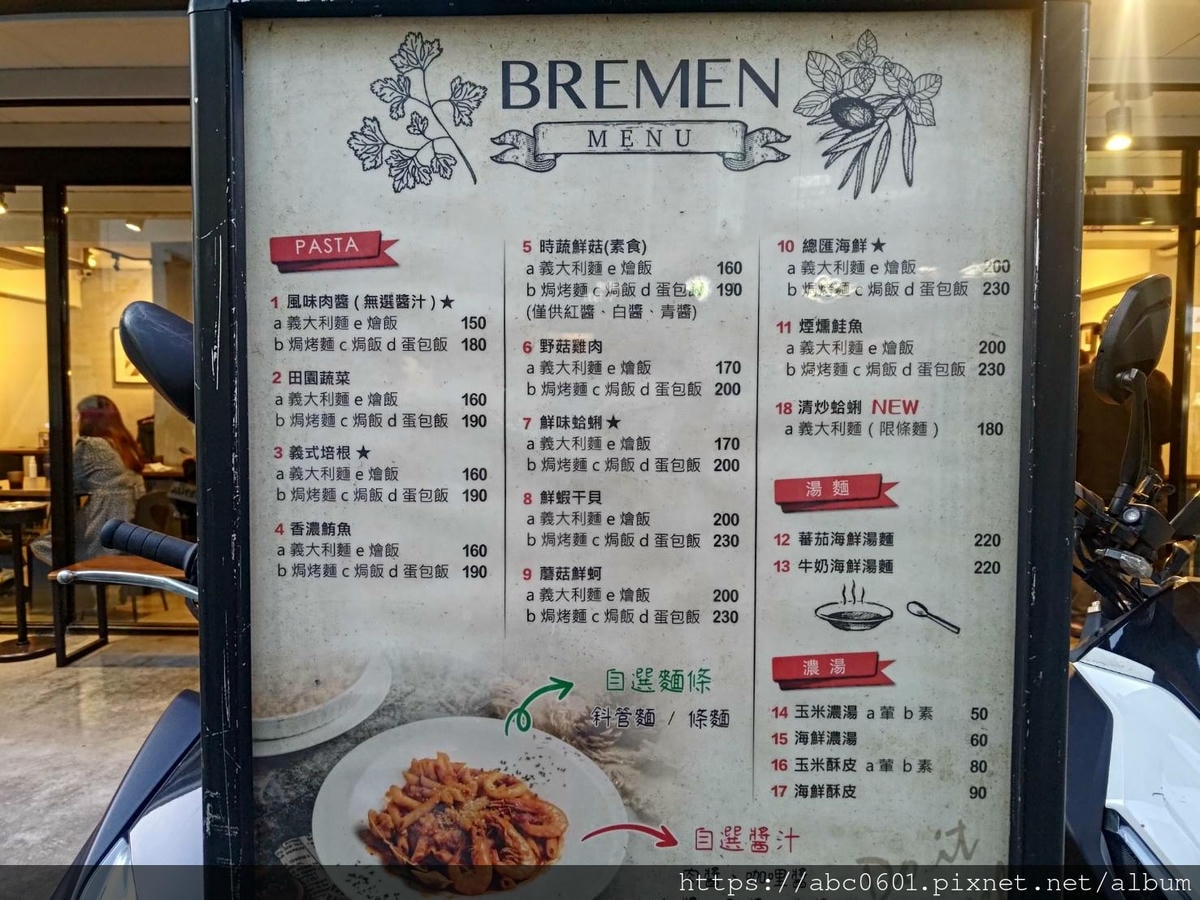 BREMEN
MENU
PASTA
1 風味肉醬 ( 無選醬汁 ) ★
a 義大利麵 e 燴飯 150
b 焗烤麵 c 焗飯 d 蛋包飯 180
2 田園蔬菜
a 義大利麵 e 燴飯 160
b 焗烤麵 c 焗飯 d 蛋包飯 190
3 義式培根 ★
a 義大利麵 e 燴飯 160
b 焗烤麵 c 焗飯 d 蛋包飯 190
4 香濃鮪魚
a 義大利麵 e 燴飯 160
b 焗烤麵 c 焗飯 d 蛋包飯 190
5 時蔬鮮菇(素食)
a 義大利麵 e 燴飯 160
b 焗烤麵 c 焗飯 d 蛋包飯 190
(僅供紅醬、白醬、青醬)
6 野菇雞肉
a 義大利麵 e 燴飯 170
b 焗烤麵 c 焗飯 d 蛋包飯 200
7 鮮味蛤蜊 ★
a 義大利麵 e 燴飯 170
b 焗烤麵 c 焗飯 d 蛋包飯 200
8 鮮蝦干貝
a 義大利麵 e 燴飯 200
b 焗烤麵 c 焗飯 d 蛋包飯 230
9 蘑菇鮮蚵
a 義大利麵 e 燴飯 200
b 焗烤麵 c 焗飯 d 蛋包飯 230
10 總匯海鮮 ★
a 義大利麵 e 燴飯 200
b 焗烤麵 c 焗飯 d 蛋包飯 230
11 煙燻鮭魚
a 義大利麵 e 燴飯 200
b 焗烤麵 c 焗飯 d 蛋包飯 230
18 清炒蛤蜊 NEW
a 義大利麵 ( 限條麵 ) 180
湯麵
12 蕃茄海鮮湯麵 220
13 牛奶海鮮湯麵 220
濃湯
14 玉米濃湯 a 葷 b 素 50
15 海鮮濃湯 60
16 玉米酥皮 a 葷 b 素 80
17 海鮮酥皮 90
自選麵條
斜管麵 / 條麵
自選醬汁
肉醬、咖哩醬
Do it
https://abc0601.pixnet.net/album